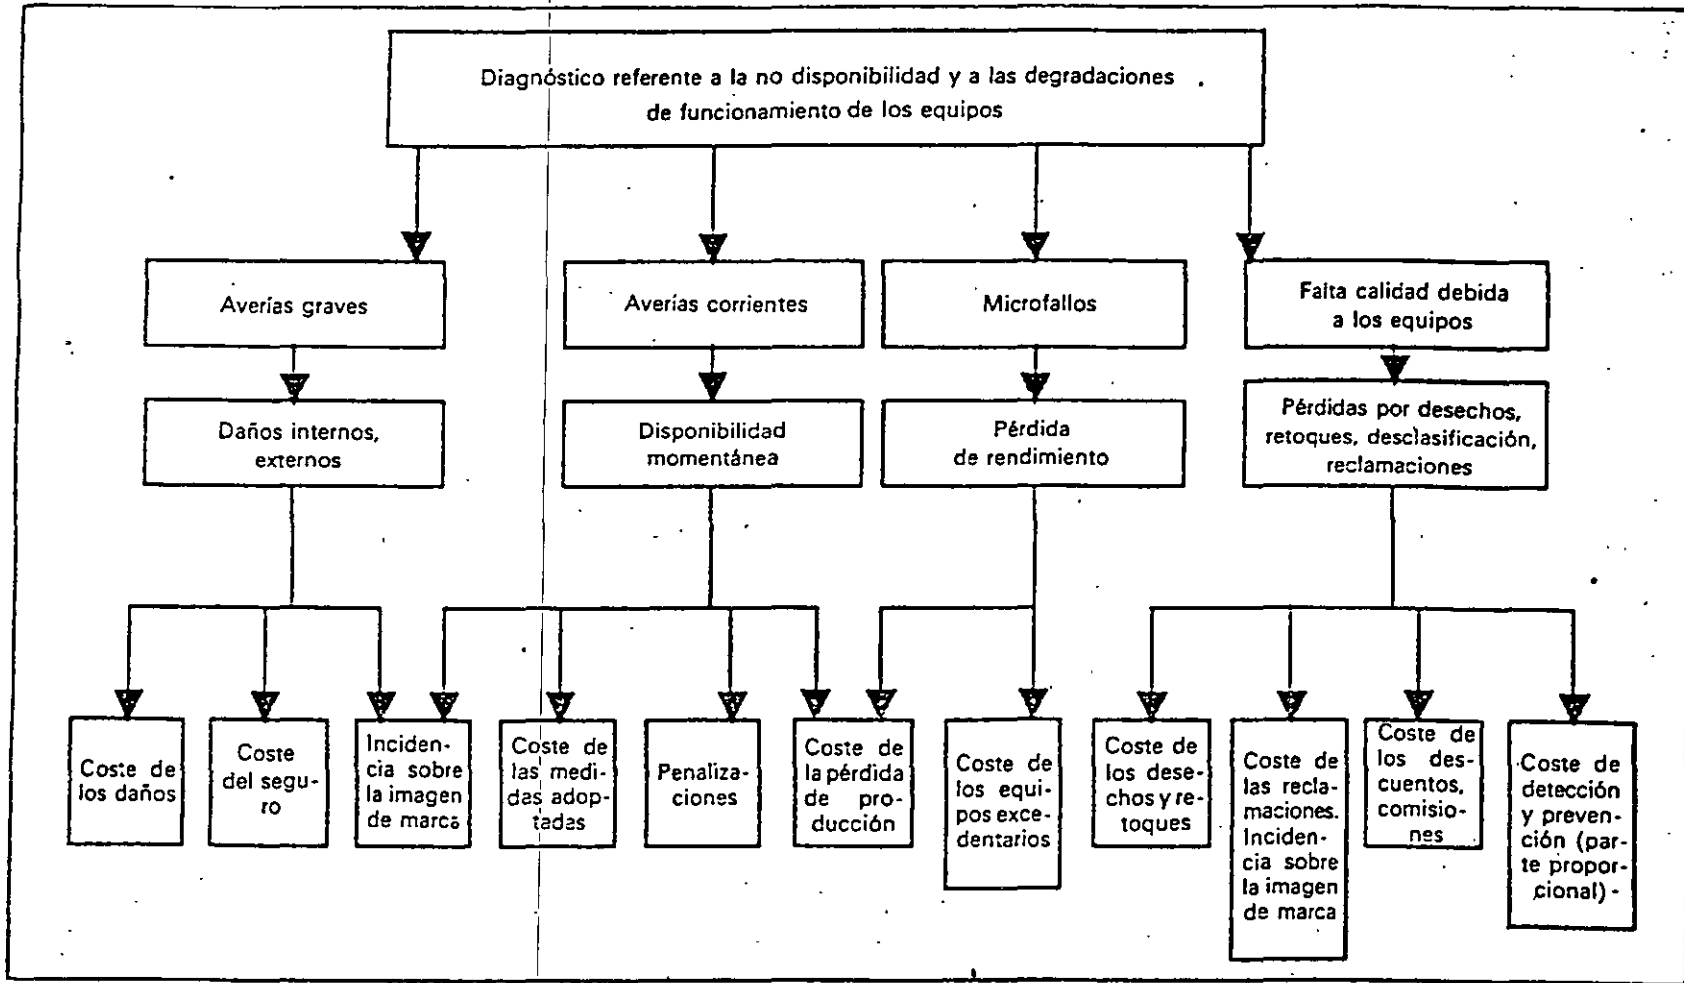 Diagnóstico referente a la no disponibilidad y a las degradaciones
de funcionamiento de los equipos
Averías graves
Averías corrientes
Microfallos
Falta calidad debida
a los equipos
Daños internos,
externos
Disponibilidad
momentánea
Pérdida
de rendimiento
Pérdidas por desechos,
retoques, desclasificación,
reclamaciones
Coste de
los daños
Coste
del segu-
ro
Inciden-
cia sobre
la imagen
de marca
Coste de
las medi-
das adop-
tadas
Penaliza-
ciones
Coste de
la pérdida
de pro-
ducción
Coste de
los equi-
pos exce-
dentarios
Coste de
los dese-
chos y re-
toques
Coste de
las recla-
maciones.
Inciden-
cia sobre
la imagen
de marca
Coste de
los des-
cuentos,
comisio-
nes
Coste de
detección
y preven-
ción (par-
te propor-
cional)